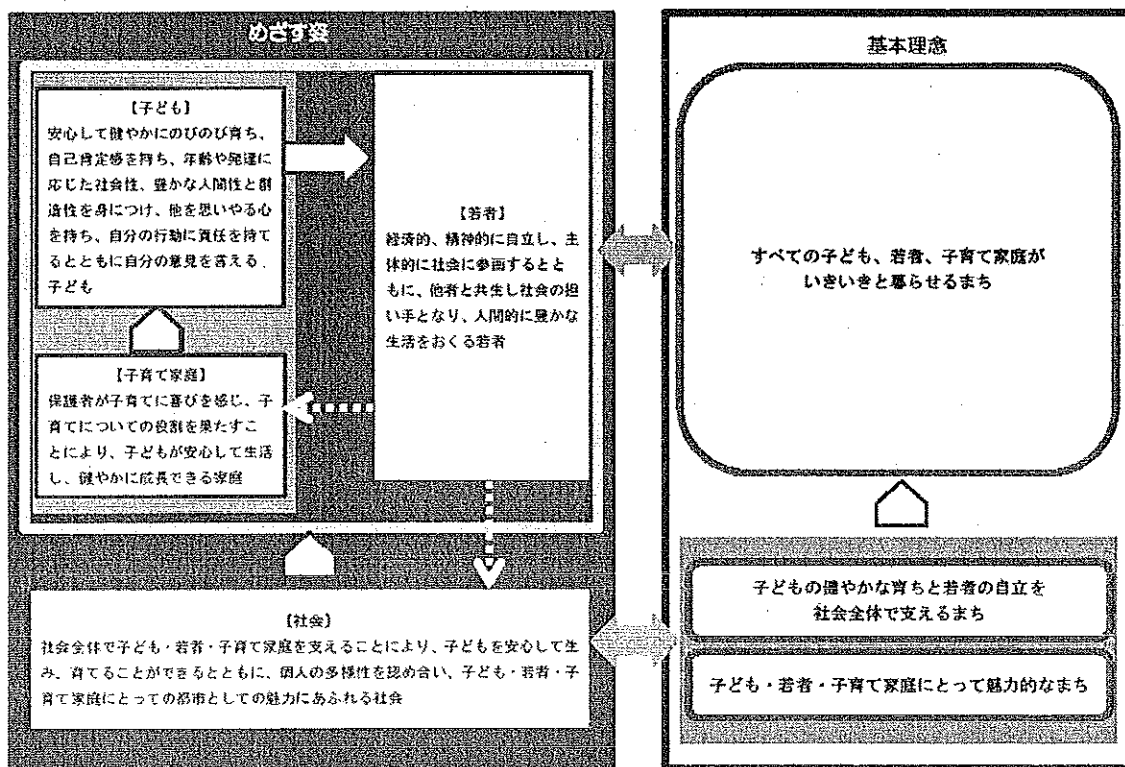 めざす姿
【子ども】
安心して健やかにのびのび育ち、
自己肯定感を持ち、年齢や発達に
応じた社会性、豊かな人間性と創
造性を身につけ、他を思いやる心
を持ち、自分の行動に責任を持て
るとともに自分の意見を言える
子ども
【子育て家庭】
保護者が子育てに喜びを感じ、子
育てについての役割を果たすこ
とにより、子どもが安心して生活
し、健やかに成長できる家庭
【若者】
経済的、精神的に自立し、主
体的に社会に参画するとと
もに、他者と共生し社会の担
い手となり、人間的に豊かな
生活をおくる若者
【社会】
社会全体で子ども・若者・子育て家庭を支えることにより、子どもを安心して生
み、育てることができるとともに、個人の多様性を認め合い、子ども・若者・子
育て家庭にとっての都市としての魅力にあふれる社会
基本理念
すべての子ども、若者、子育て家庭が
いきいきと暮らせるまち
子どもの健やかな育ちと若者の自立を
社会全体で支えるまち
子ども・若者・子育て家庭にとって魅力的なまち